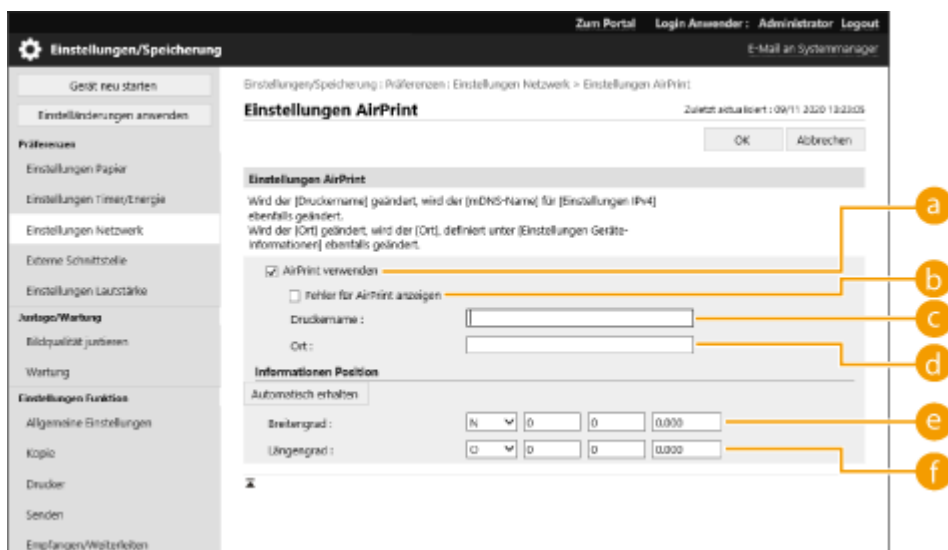 Zum Portal Login Anwender : Administrator Logout
Einstellungen/Speicherung
E-Mail an Systemmanager
Gerät neu starten
Einstelländerungen anwenden
Präferenzen
Einstellungen Papier
Einstellungen Timer/Energie
Einstellungen Netzwerk
Externe Schnittstelle
Einstellungen Lautstärke
Justage/Wartung
Bildqualität justieren
Wartung
Einstellungen Funktion
Allgemeine Einstellungen
Kopie
Drucker
Senden
Empfangen/Weiterleiten
Einstellungen/Speicherung : Präferenzen : Einstellungen Netzwerk > Einstellungen AirPrint
Einstellungen AirPrint
Zuletzt aktualisiert : 09/11 2020 13:23:05
OK Abbrechen
Einstellungen AirPrint
Wird der [Druckername] geändert, wird der [mDNS-Name] für [Einstellungen IPv4]
ebenfalls geändert.
Wird der [Ort] geändert, wird der [Ort], definiert unter [Einstellungen Geräte-
informationen] ebenfalls geändert.
AirPrint verwenden
a
Fehler für AirPrint anzeigen
b
Druckername :
c
Ort :
d
Informationen Position
Automatisch erhalten
Breitengrad : N 0 0 0.000
e
Längengrad : O 0 0 0.000
f